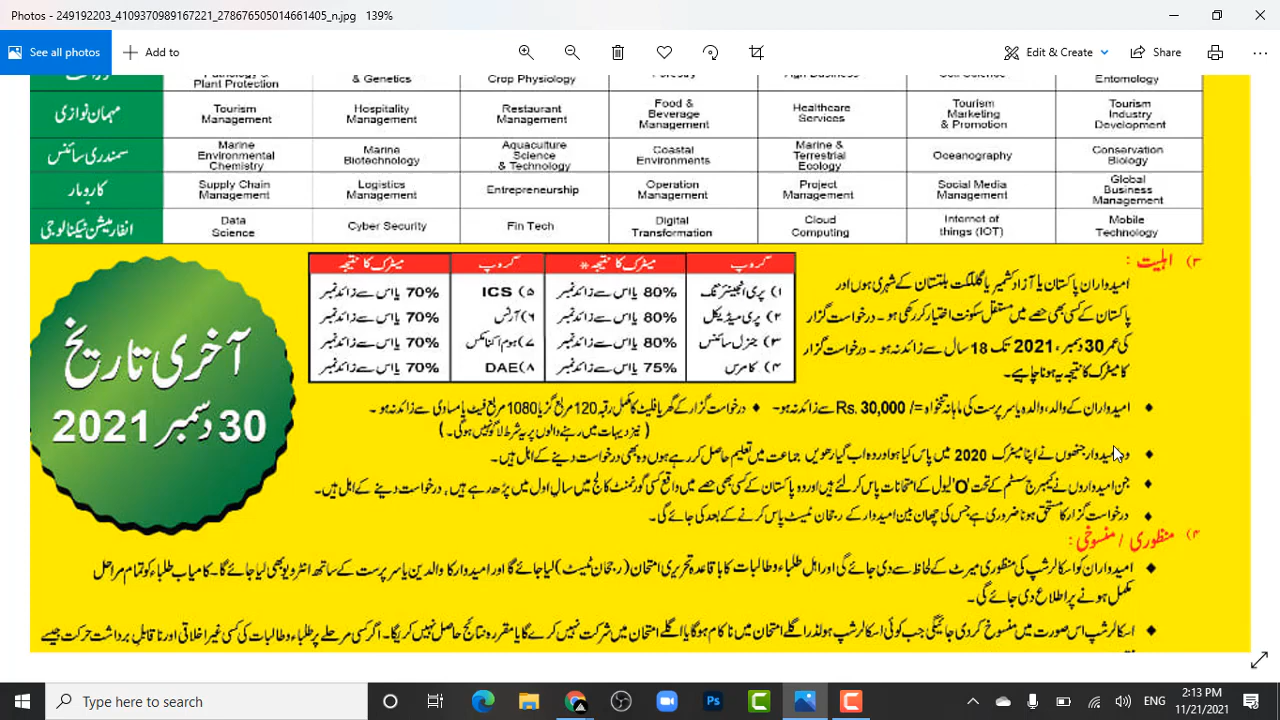 Photos - 249192203_4109370989167221_278676505014661405_n.jpg   139%
See all photos
Add to
Edit & Create
Share
Plant Protection
& Genetics
Crop Physiology
Entomology
مہمان نوازی
Tourism
Management
Hospitality
Management
Restaurant
Management
Food &
Beverage
Management
Healthcare
Services
Tourism
Marketing
& Promotion
Tourism
Industry
Development
سمندری سائنس
Marine
Environmental
Chemistry
Marine
Biotechnology
Aquaculture
Science
& Technology
Coastal
Environments
Marine &
Terrestrial
Ecology
Oceanography
Conservation
Biology
کاروبار
Supply Chain
Management
Logistics
Management
Entrepreneurship
Operation
Management
Project
Management
Social Media
Management
Global
Business
Management
انفارمیشن ٹیکنالوجی
Data
Science
Cyber Security
Fin Tech
Digital
Transformation
Cloud
Computing
Internet of
things (IOT)
Mobile
Technology
۳) اہلیت :
امیدواران پاکستان یا آزاد کشمیر یا گلگت بلتستان کے شہری ہوں اور
پاکستان کے کسی بھی حصے میں مستقل سکونت اختیار کر رکھی ہو۔ درخواست گزار
کی عمر 30 دسمبر، 2021 تک 18 سال سے زائد نہ ہو۔ درخواست گزار
کا میٹرک کا نتیجہ یہ ہونا چاہیے۔
گروپ میٹرک کا نتیجہ * گروپ میٹرک کا نتیجہ
۱) پری انجینئرنگ 80% یا اس سے زائد نمبر ۵) ICS 70% یا اس سے زائد نمبر
۲) پری میڈیکل 80% یا اس سے زائد نمبر ۶) آرٹس 70% یا اس سے زائد نمبر
۳) جنرل سائنس 80% یا اس سے زائد نمبر ۷) ہوم اکنامکس 70% یا اس سے زائد نمبر
۴) کامرس 75% یا اس سے زائد نمبر ۸) DAE 70% یا اس سے زائد نمبر
آخری تاریخ
30 دسمبر 2021
♦ امیدواران کے والد، والدہ یا سرپرست کی ماہانہ تنخواہ =/Rs. 30,000 سے زائد نہ ہو۔ ♦ درخواست گزار کے گھر یا فلیٹ کا مکمل رقبہ 120 مربع گز یا 1080 مربع فیٹ یا مساوی سے زائد نہ ہو۔
( نیز دیہات میں رہنے والوں پر یہ شرط لاگو نہیں ہوگی۔ )
♦ وہ امیدوار جنھوں نے اپنا میٹرک 2020 میں پاس کیا ہو اور وہ اب گیارھویں جماعت میں تعلیم حاصل کر رہے ہوں وہ بھی درخواست دینے کے اہل ہیں۔
♦ جن امیدواروں نے کیمبرج سسٹم کے تحت 'O' لیول کے امتحانات پاس کر لئے ہیں اور وہ پاکستان کے کسی بھی حصے میں واقع کسی گورنمنٹ کالج میں سال اول میں پڑھ رہے ہیں، درخواست دینے کے اہل ہیں۔
♦ درخواست گزار کا مستحق ہونا ضروری ہے جس کی چھان بین امیدوار کے رجحان ٹیسٹ پاس کرنے کے بعد کی جائے گی۔
۴) منظوری / منسوخی :
♦ امیدواران کو اسکالرشپ کی منظوری میرٹ کے لحاظ سے دی جائے گی اور اہل طلباء و طالبات کا باقاعدہ تحریری امتحان (رجحان ٹیسٹ) لیا جائے گا اور امیدوار کا والدین یا سرپرست کے ساتھ انٹرویو بھی لیا جائے گا۔ کامیاب طلباء کو تمام مراحل
مکمل ہونے پر اطلاع دی جائے گی۔
♦ اسکالرشپ اس صورت میں منسوخ کر دی جائیگی جب کوئی اسکالرشپ ہولڈر اگلے امتحان میں ناکام ہوگا یا اگلے امتحان میں شرکت نہیں کرے گا یا مقررہ نتائج حاصل نہیں کریگا۔ اگر کسی مرحلے پر طلباء و طالبات کی کسی غیر اخلاقی اور ناقابل برداشت حرکت جیسے
Type here to search
ENG
2:13 PM
11/21/2021